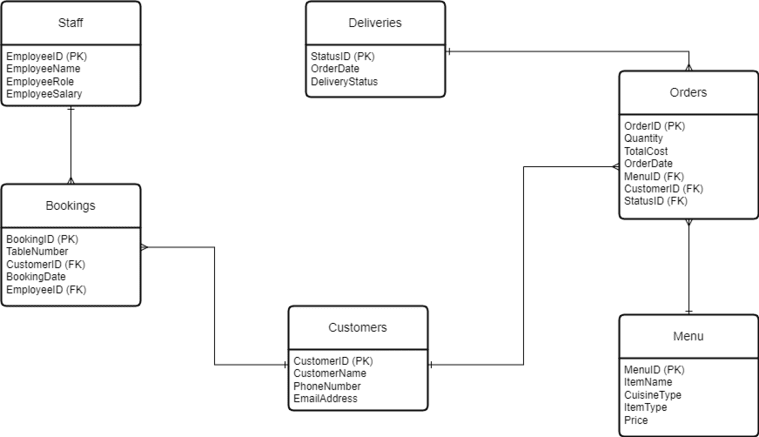 Staff
EmployeeID (PK)
EmployeeName
EmployeeRole
EmployeeSalary
Deliveries
StatusID (PK)
OrderDate
DeliveryStatus
Orders
OrderID (PK)
Quantity
TotalCost
OrderDate
MenuID (FK)
CustomerID (FK)
StatusID (FK)
Bookings
BookingID (PK)
TableNumber
CustomerID (FK)
BookingDate
EmployeeID (FK)
Customers
CustomerID (PK)
CustomerName
PhoneNumber
EmailAddress
Menu
MenuID (PK)
ItemName
CuisineType
ItemType
Price